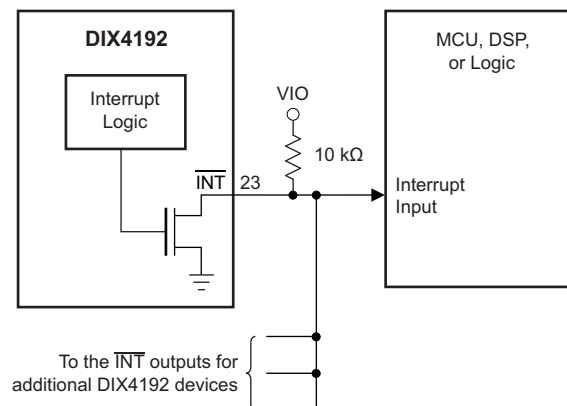 DIX4192
Interrupt
Logic
INT
23
VIO
10 kΩ
MCU, DSP,
or Logic
Interrupt
Input
To the INT outputs for
additional DIX4192 devices